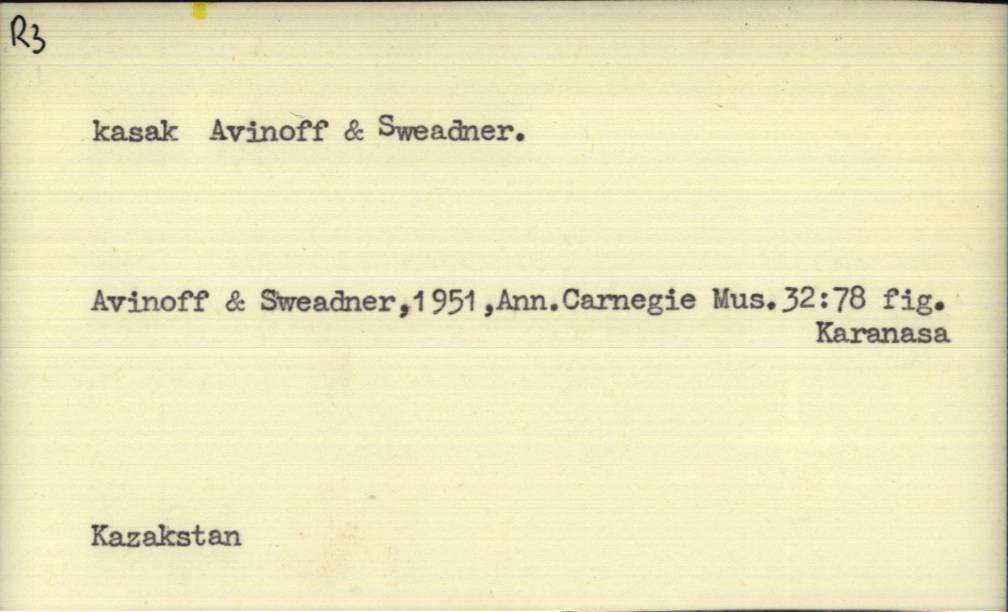 R3
kasak Avinoff & Sweadner.
Avinoff & Sweadner,1951,Ann.Carnegie Mus.32:78 fig.
Karanasa
Kazakstan